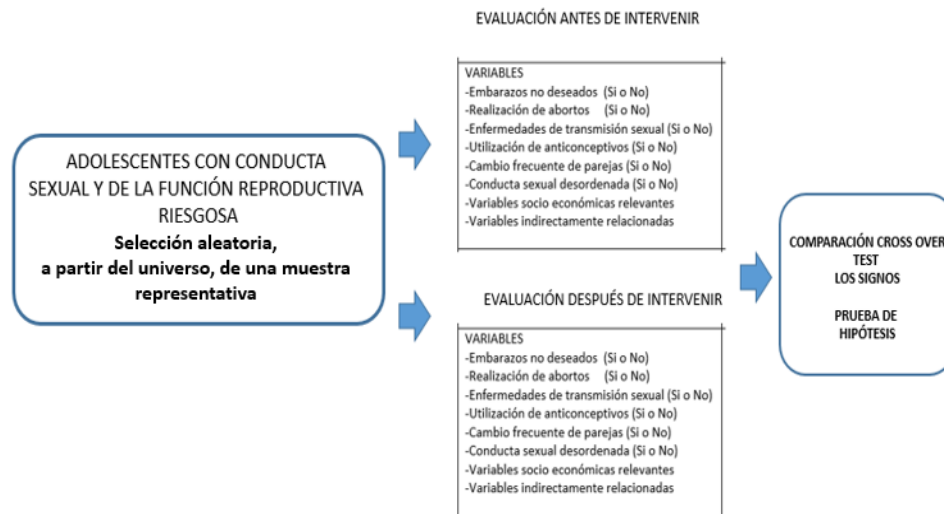 ADOLESCENTES CON CONDUCTA
SEXUAL Y DE LA FUNCIÓN REPRODUCTIVA
RIESGOSA
Selección aleatoria,
a partir del universo, de una muestra
representativa
EVALUACIÓN ANTES DE INTERVENIR
VARIABLES
-Embarazos no deseados (Si o No)
-Realización de abortos (Si o No)
-Enfermedades de transmisión sexual (Si o No)
-Utilización de anticonceptivos (Si o No)
-Cambio frecuente de parejas (Si o No)
-Conducta sexual desordenada (Si o No)
-Variables socio económicas relevantes
-Variables indirectamente relacionadas
EVALUACIÓN DESPUÉS DE INTERVENIR
VARIABLES
-Embarazos no deseados (Si o No)
-Realización de abortos (Si o No)
-Enfermedades de transmisión sexual (Si o No)
-Utilización de anticonceptivos (Si o No)
-Cambio frecuente de parejas (Si o No)
-Conducta sexual desordenada (Si o No)
-Variables socio económicas relevantes
-Variables indirectamente relacionadas
COMPARACIÓN CROSS OVER
TEST
LOS SIGNOS
PRUEBA DE
HIPÓTESIS